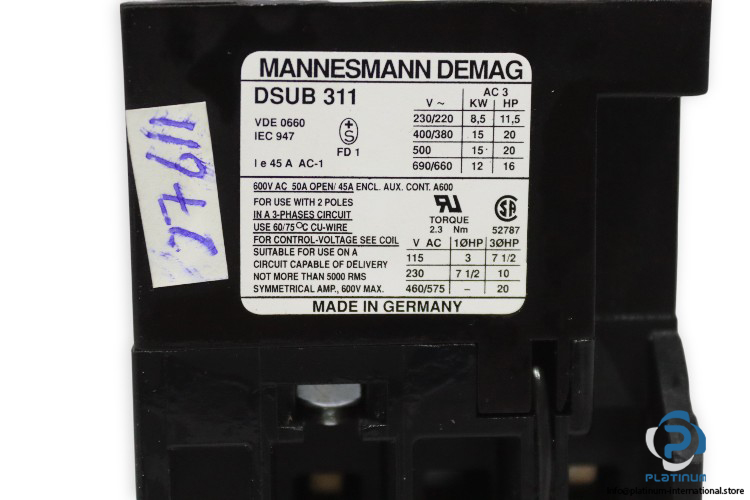 MANNESMANN DEMAG
DSUB 311
AC 3
V ~ KW HP
VDE 0660
IEC 947
S
FD 1
230/220 8,5 11,5
400/380 15 20
500 15 20
690/660 12 16
I e 45 A AC-1
600V AC 50A OPEN/ 45A ENCL. AUX. CONT. A600
FOR USE WITH 2 POLES
IN A 3-PHASES CIRCUIT
USE 60/75°C CU-WIRE
FOR CONTROL-VOLTAGE SEE COIL
SUITABLE FOR USE ON A
CIRCUIT CAPABLE OF DELIVERY
NOT MORE THAN 5000 RMS
SYMMETRICAL AMP., 600V MAX.
TORQUE
2.3 Nm
52787
V AC 1ØHP 3ØHP
115 3 7 1/2
230 7 1/2 10
460/575 – 20
MADE IN GERMANY
PLATINUM